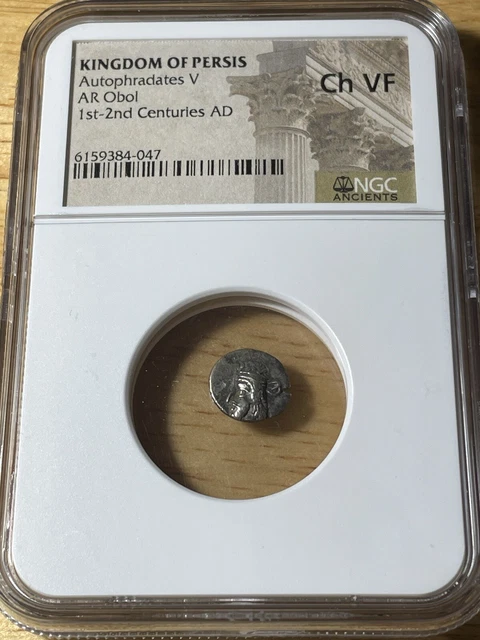 KINGDOM OF PERSIS
Autophradates V
AR Obol
1st-2nd Centuries AD
Ch VF
6159384-047
NGC
ANCIENTS